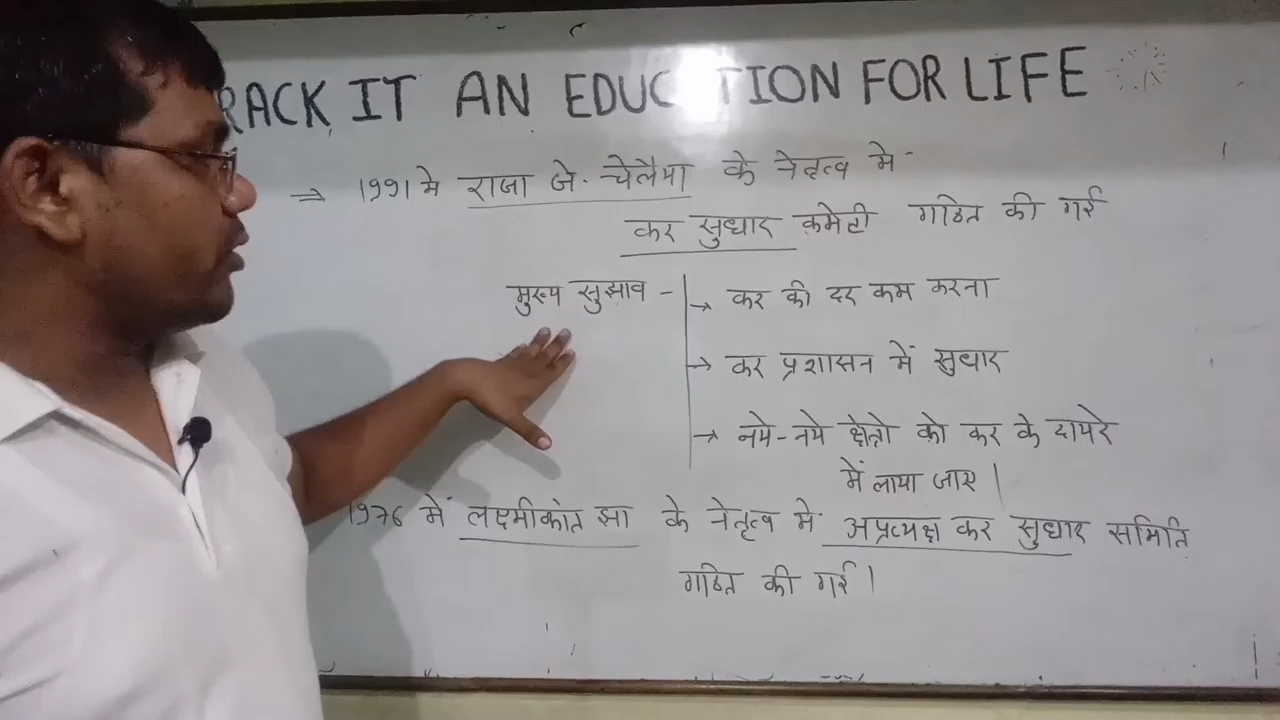 RACK IT AN EDUC TION FOR LIFE
⇒ 1991 मे राजा जे. चेलैया के नेतृत्व मे
कर सुधार कमेटी गठित की गई
मुख्य सुझाव - → कर की दर कम करना
→ कर प्रशासन में सुधार
→ नये-नये क्षेत्रो को कर के दायरे
में लाया जाए।
1976 में लक्ष्मीकांत झा के नेतृत्व मे अप्रत्यक्ष कर सुधार समिति
गठित की गई।